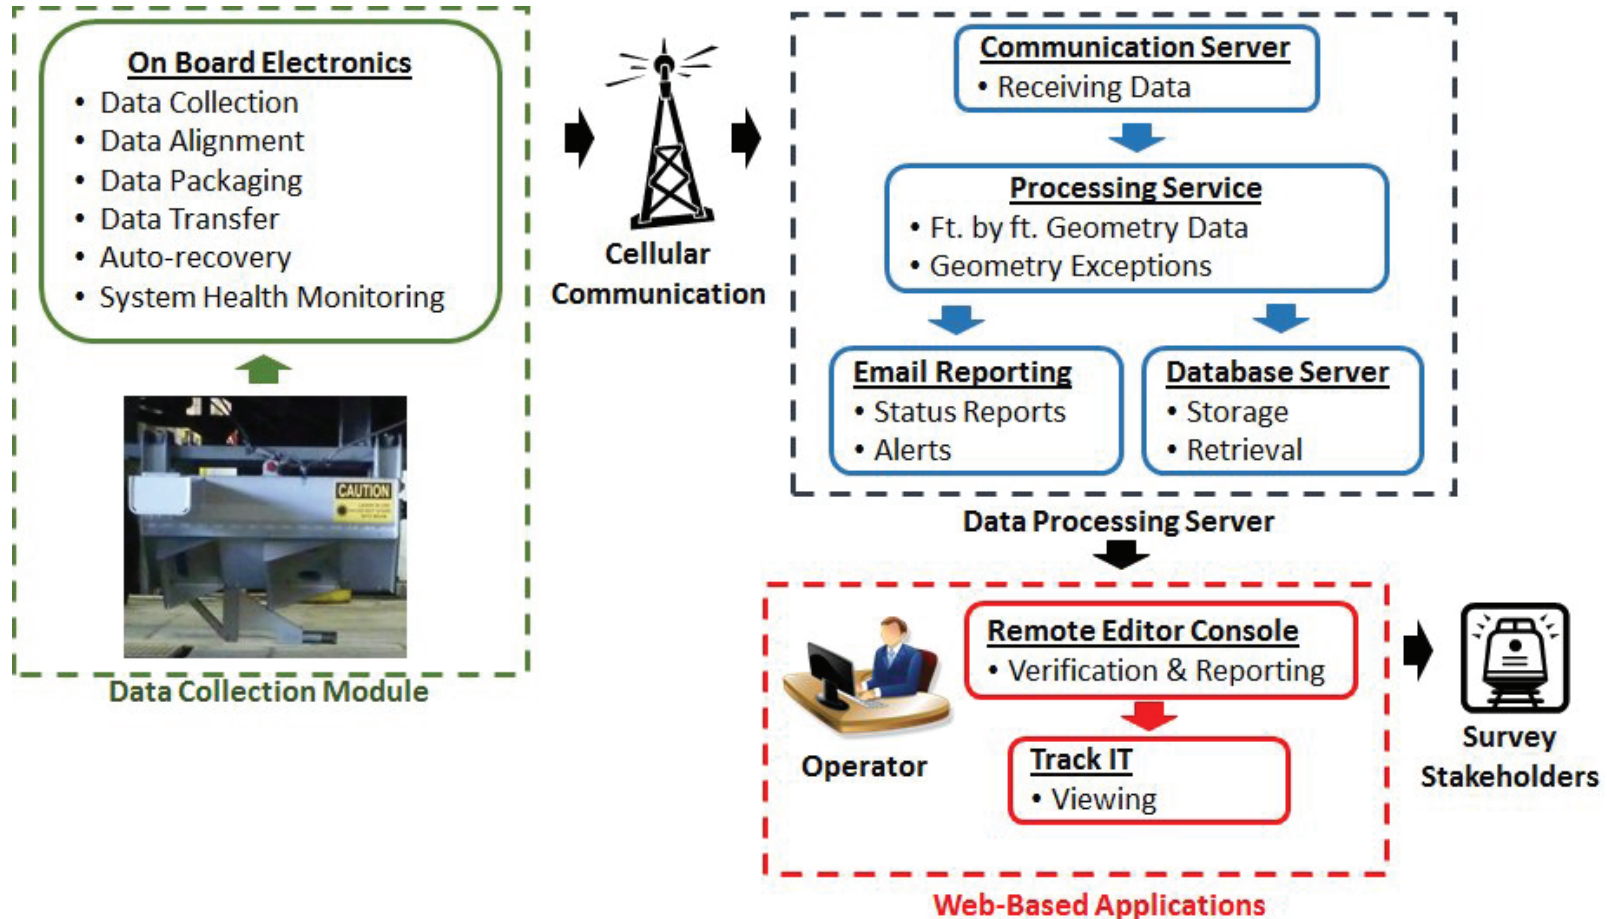 On Board Electronics
• Data Collection
• Data Alignment
• Data Packaging
• Data Transfer
• Auto-recovery
• System Health Monitoring
CAUTION
Data Collection Module
Cellular
Communication
Communication Server
• Receiving Data
Processing Service
• Ft. by ft. Geometry Data
• Geometry Exceptions
Email Reporting
• Status Reports
• Alerts
Database Server
• Storage
• Retrieval
Data Processing Server
Operator
Remote Editor Console
• Verification & Reporting
Track IT
• Viewing
Web-Based Applications
Survey
Stakeholders